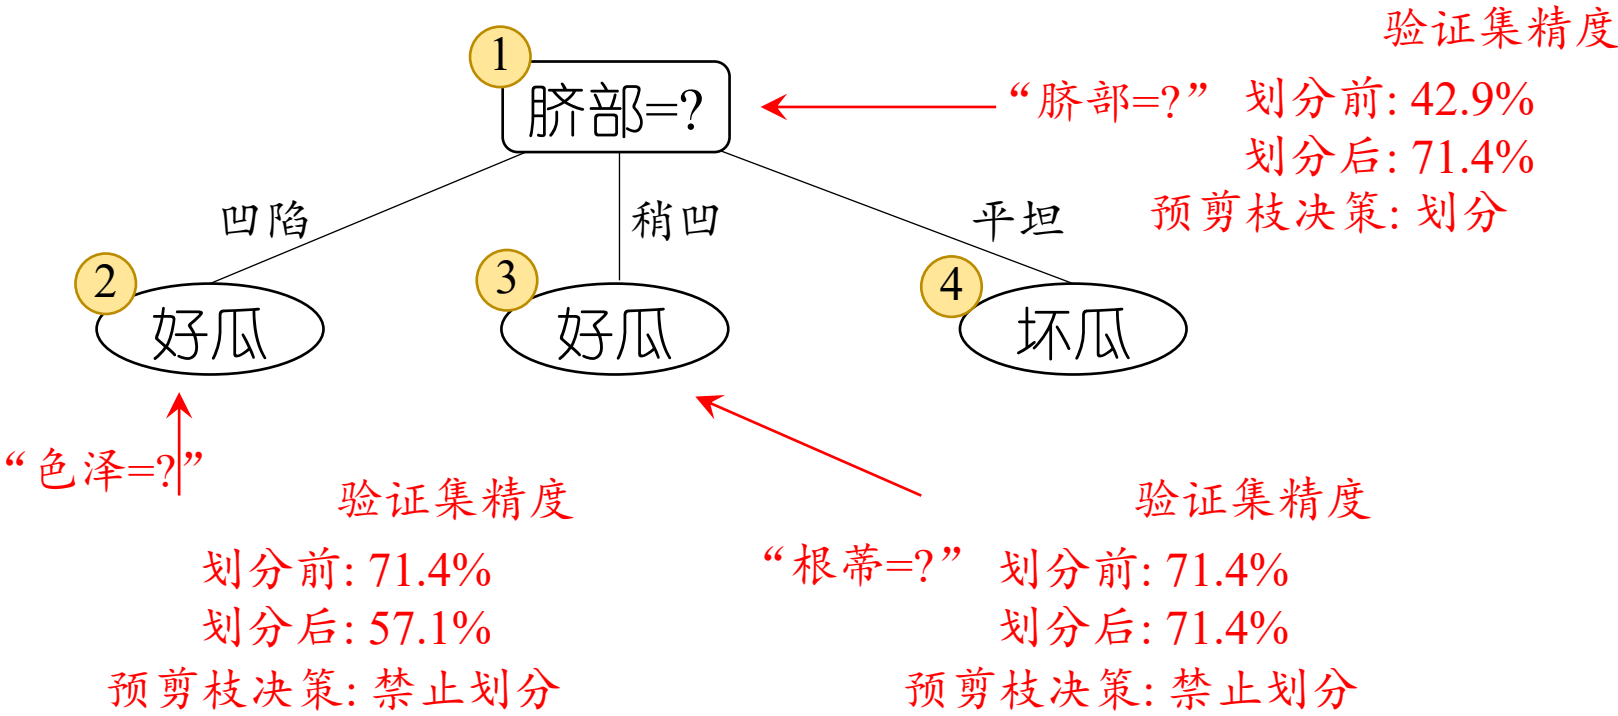 验证集精度
1
脐部=?
“脐部=?” 划分前: 42.9%
划分后: 71.4%
预剪枝决策: 划分
凹陷 稍凹 平坦
2 3 4
好瓜 好瓜 坏瓜
“色泽=?”
验证集精度
划分前: 71.4%
划分后: 57.1%
预剪枝决策: 禁止划分
验证集精度
“根蒂=?” 划分前: 71.4%
划分后: 71.4%
预剪枝决策: 禁止划分